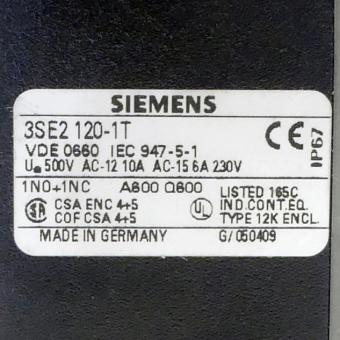 SIEMENS
3SE2 120-1T
CE
IP67
VDE 0660 IEC 947-5-1
Ue 500V AC-12 10A AC-15 6A 230V
1NO+1NC A600 Q600
LISTED 165C
CSA ENC 4+5
IND.CONT.EQ.
COF CSA 4+5
TYPE 12K ENCL.
MADE IN GERMANY
G/050409